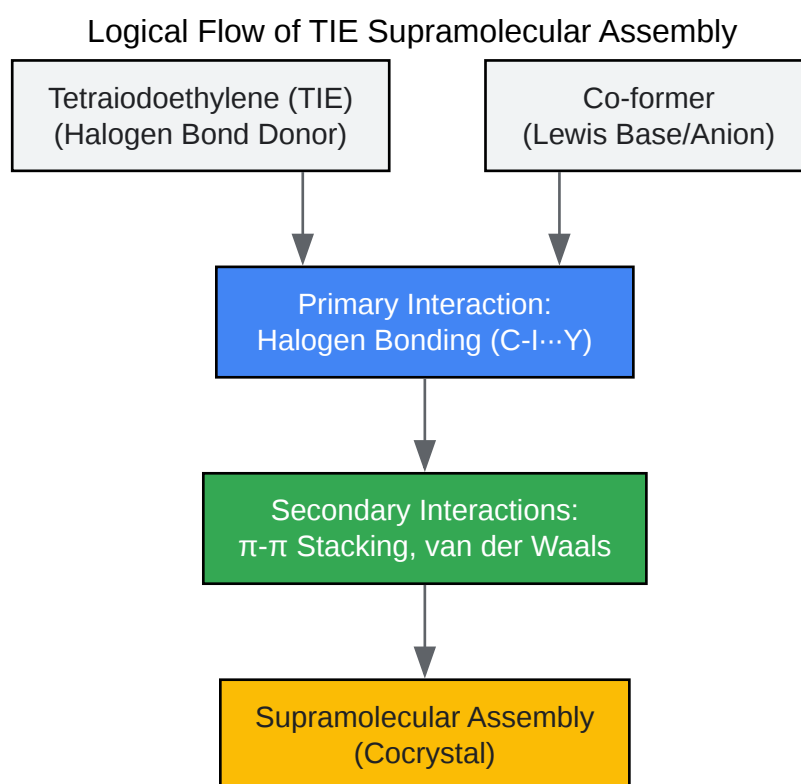 Logical Flow of TIE Supramolecular Assembly
Tetraiodoethylene (TIE)
(Halogen Bond Donor)
Co-former
(Lewis Base/Anion)
Primary Interaction:
Halogen Bonding (C-I···Y)
Secondary Interactions:
π-π Stacking, van der Waals
Supramolecular Assembly
(Cocrystal)